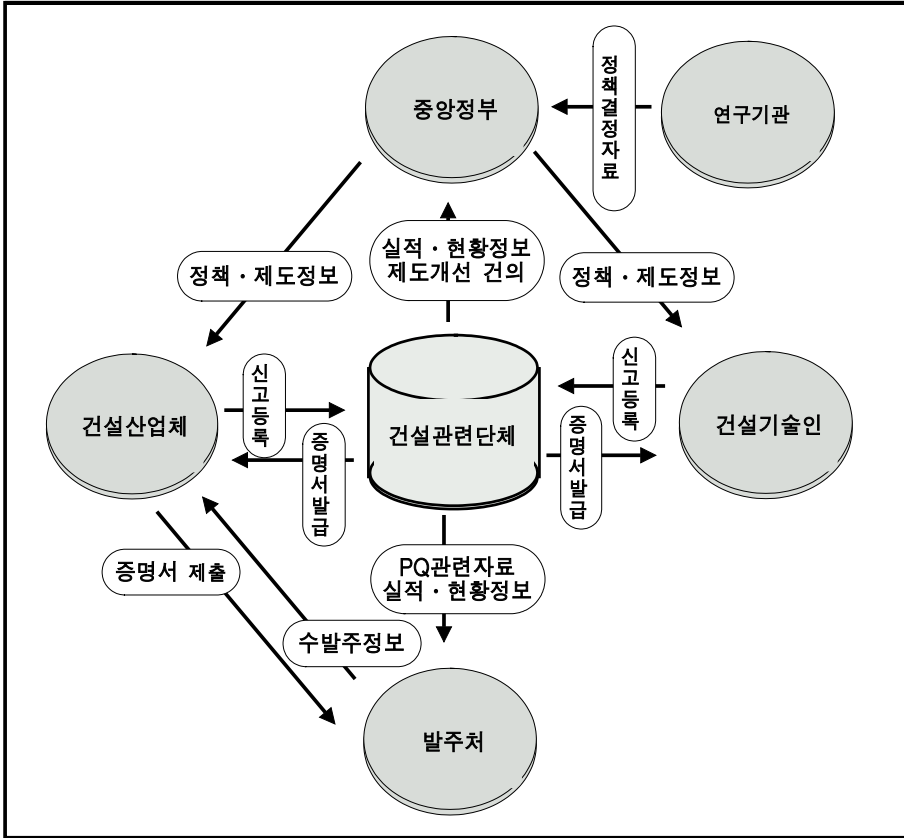 중앙정부
정책결정자료
연구기관
실적·현황정보
제도개선 건의
정책·제도정보
정책·제도정보
건설산업체
신고등록
증명서발급
건설관련단체
신고등록
증명서발급
건설기술인
PQ관련자료
실적·현황정보
증명서 제출
수발주정보
발주처